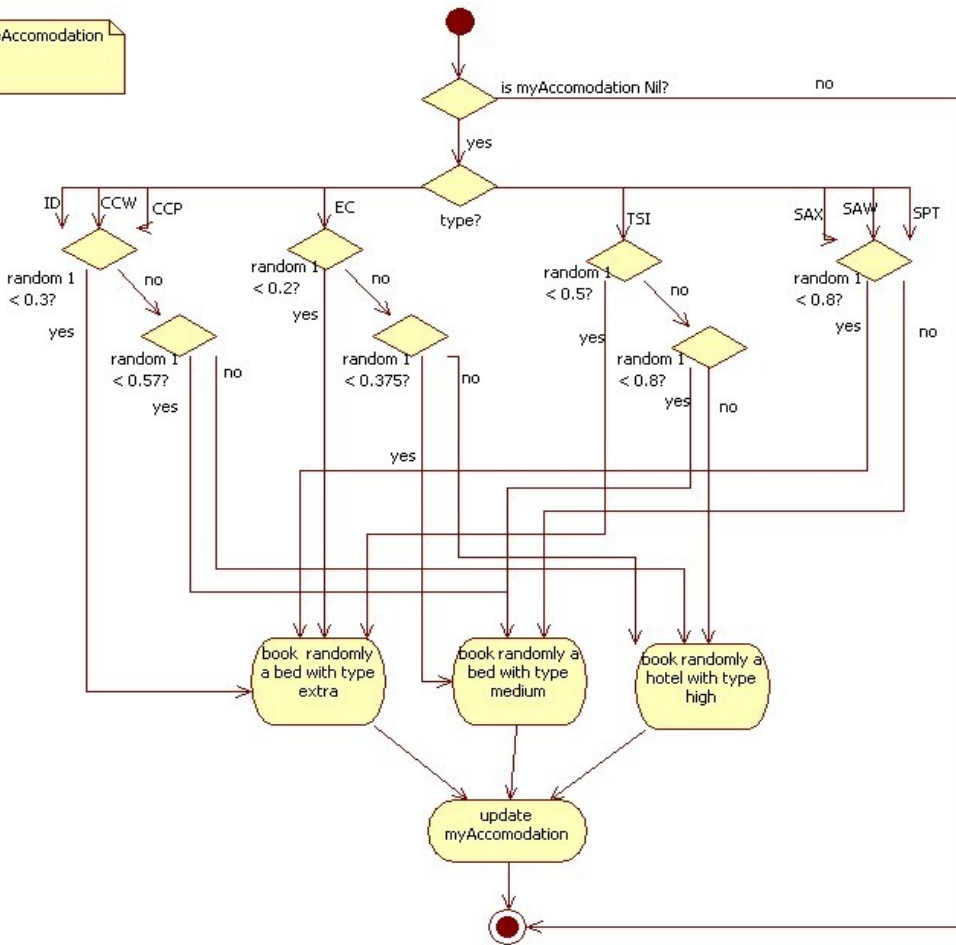 eAccomodation
is myAccomodation Nil?
no
yes
type?
ID
CCW
CCP
EC
TSI
SAX
SAW
SPT
random 1
< 0.3?
no
yes
random 1
< 0.2?
no
yes
random 1
< 0.5?
no
yes
random 1
< 0.8?
yes
no
random 1
< 0.57?
no
yes
random 1
< 0.375?
no
yes
random 1
< 0.8?
yes
no
book randomly
a bed with type
extra
book randomly a
bed with type
medium
book randomly a
hotel with type
high
update
myAccomodation